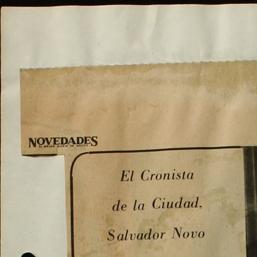 NOVEDADES
El Cronista
de la Ciudad,
Salvador Novo